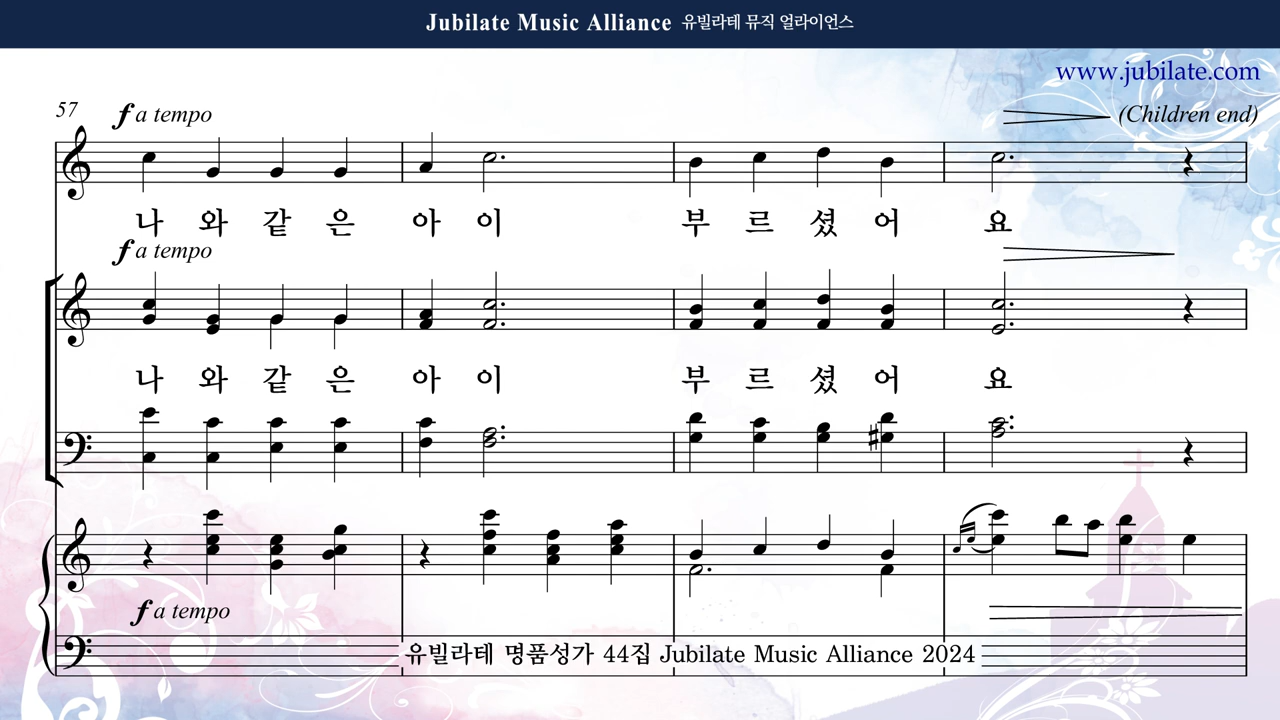 Jubilate Music Alliance 유빌라테 뮤직 얼라이언스
www.jubilate.com
57
f a tempo
(Children end)
나 와 같 은 아 이 부 르 셨 어 요
f a tempo
나 와 같 은 아 이 부 르 셨 어 요
f a tempo
유빌라테 명품성가 44집 Jubilate Music Alliance 2024